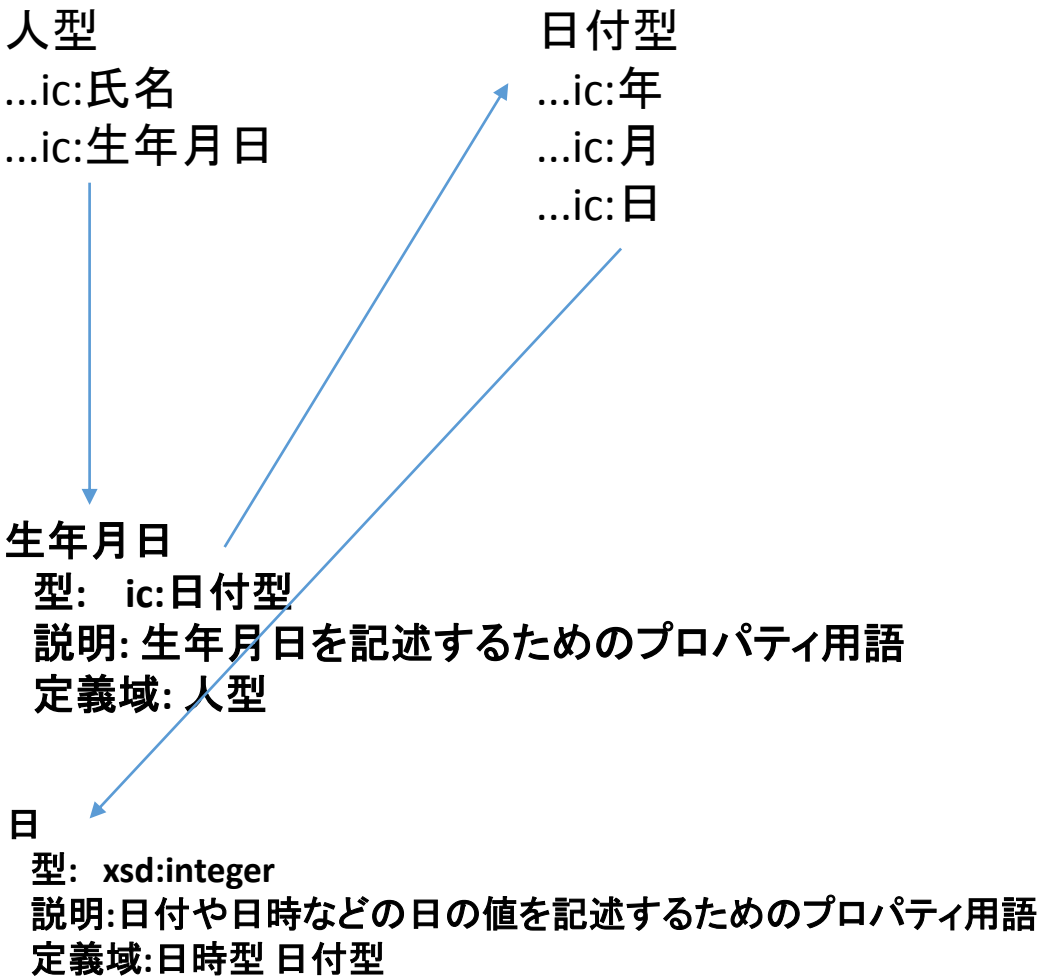 人型
...ic:氏名
...ic:生年月日
日付型
...ic:年
...ic:月
...ic:日
生年月日
型: ic:日付型
説明: 生年月日を記述するためのプロパティ用語
定義域: 人型
日
型: xsd:integer
説明:日付や日時などの日の値を記述するためのプロパティ用語
定義域:日時型 日付型